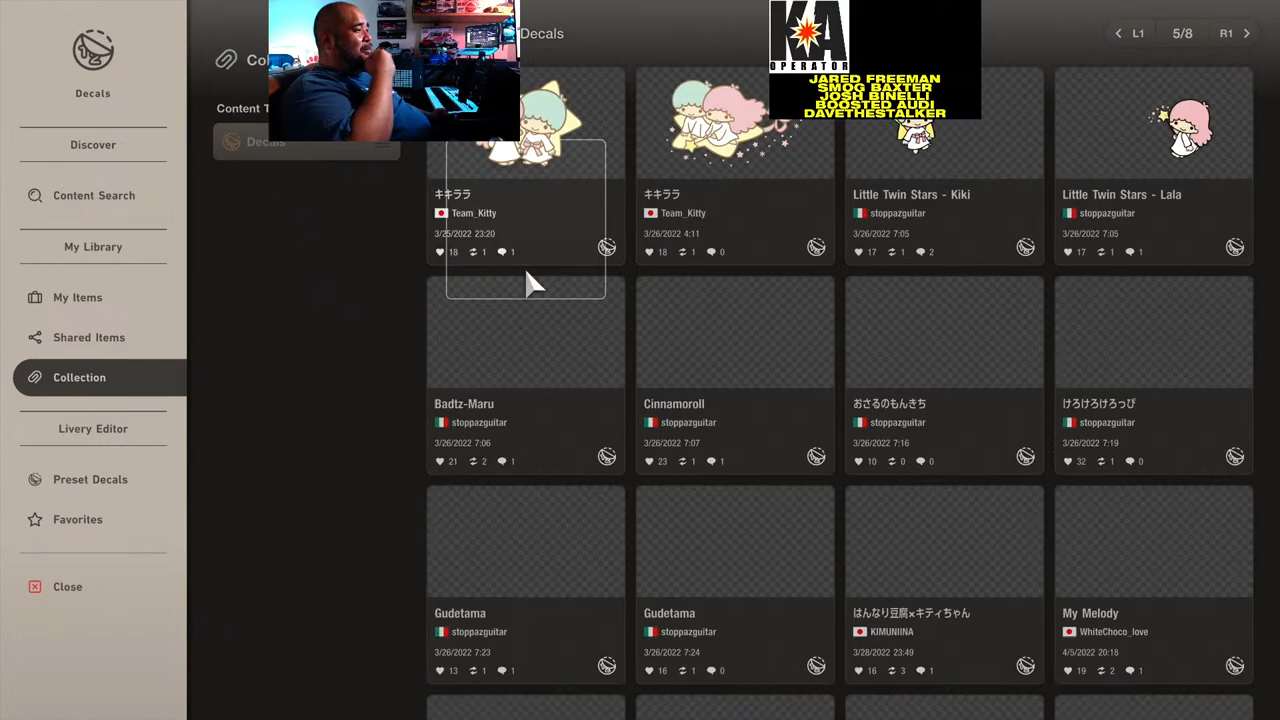 Decals
Discover
Content Search
My Library
My Items
Shared Items
Collection
Livery Editor
Preset Decals
Favorites
Close
Co
Content T
Decals
Decals
L1
5/8
R1
KA
OPERATOR
JARED FREEMAN
SMOG BAXTER
JOSH BINELLI
BOOSTED AUDI
DAVETHESTALKER
キキララ
Team_Kitty
3/25/2022 23:20
18 1 1
キキララ
Team_Kitty
3/26/2022 4:11
18 1 0
Little Twin Stars - Kiki
stoppazguitar
3/26/2022 7:05
17 1 2
Little Twin Stars - Lala
stoppazguitar
3/26/2022 7:05
17 1 1
Badtz-Maru
stoppazguitar
3/26/2022 7:06
21 2 1
Cinnamoroll
stoppazguitar
3/26/2022 7:07
23 1 1
おさるのもんきち
stoppazguitar
3/26/2022 7:16
10 0 0
けろけろけろっぴ
stoppazguitar
3/26/2022 7:19
32 1 0
Gudetama
stoppazguitar
3/26/2022 7:23
13 1 1
Gudetama
stoppazguitar
3/26/2022 7:24
16 1 0
はんなり豆腐×キティちゃん
KIMUNIINA
3/28/2022 23:49
16 3 1
My Melody
WhiteChoco_love
4/5/2022 20:18
19 2 1